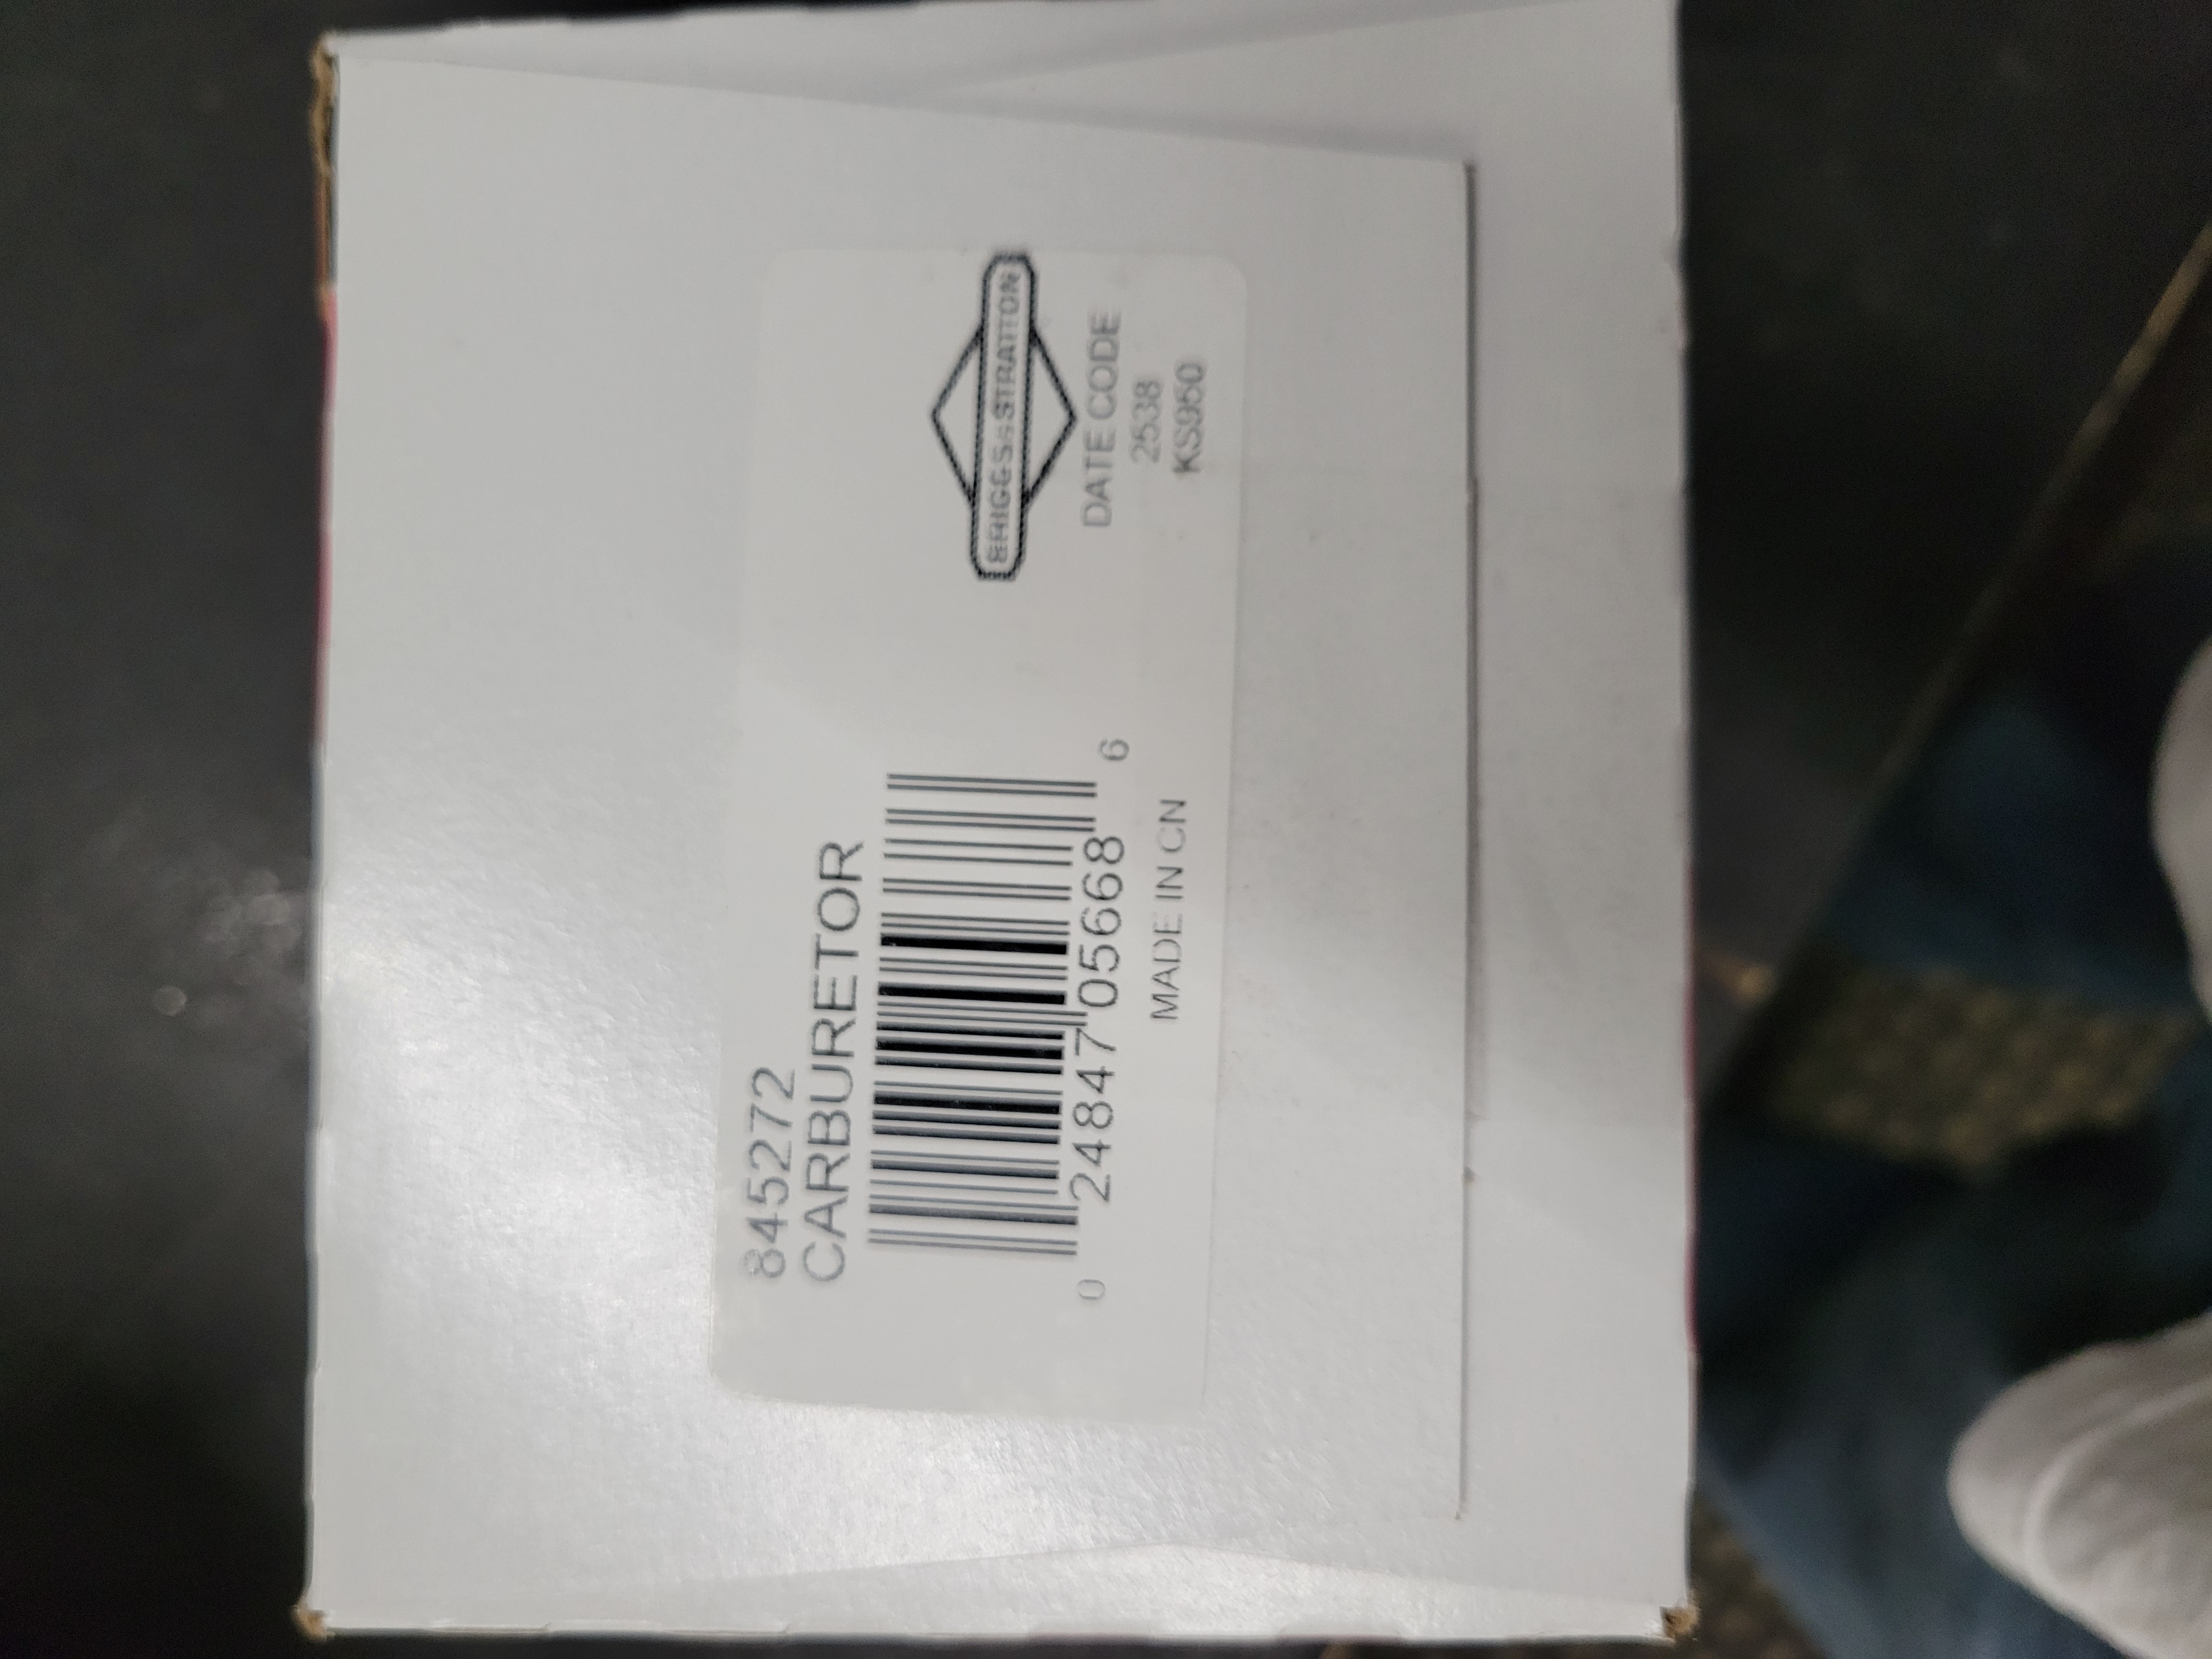 845272
CARBURETOR
0 24847 05668 6
MADE IN CN
BRIGGS&STRATTON
DATE CODE
2538
KS950